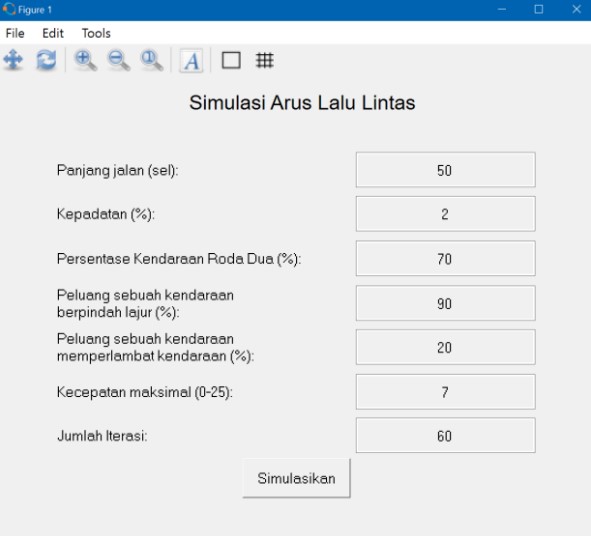 Figure 1
File Edit Tools
Simulasi Arus Lalu Lintas
Panjang jalan (sel): 50
Kepadatan (%): 2
Persentase Kendaraan Roda Dua (%): 70
Peluang sebuah kendaraan
berpindah lajur (%): 90
Peluang sebuah kendaraan
memperlambat kendaraan (%): 20
Kecepatan maksimal (0-25): 7
Jumlah Iterasi: 60
Simulasikan